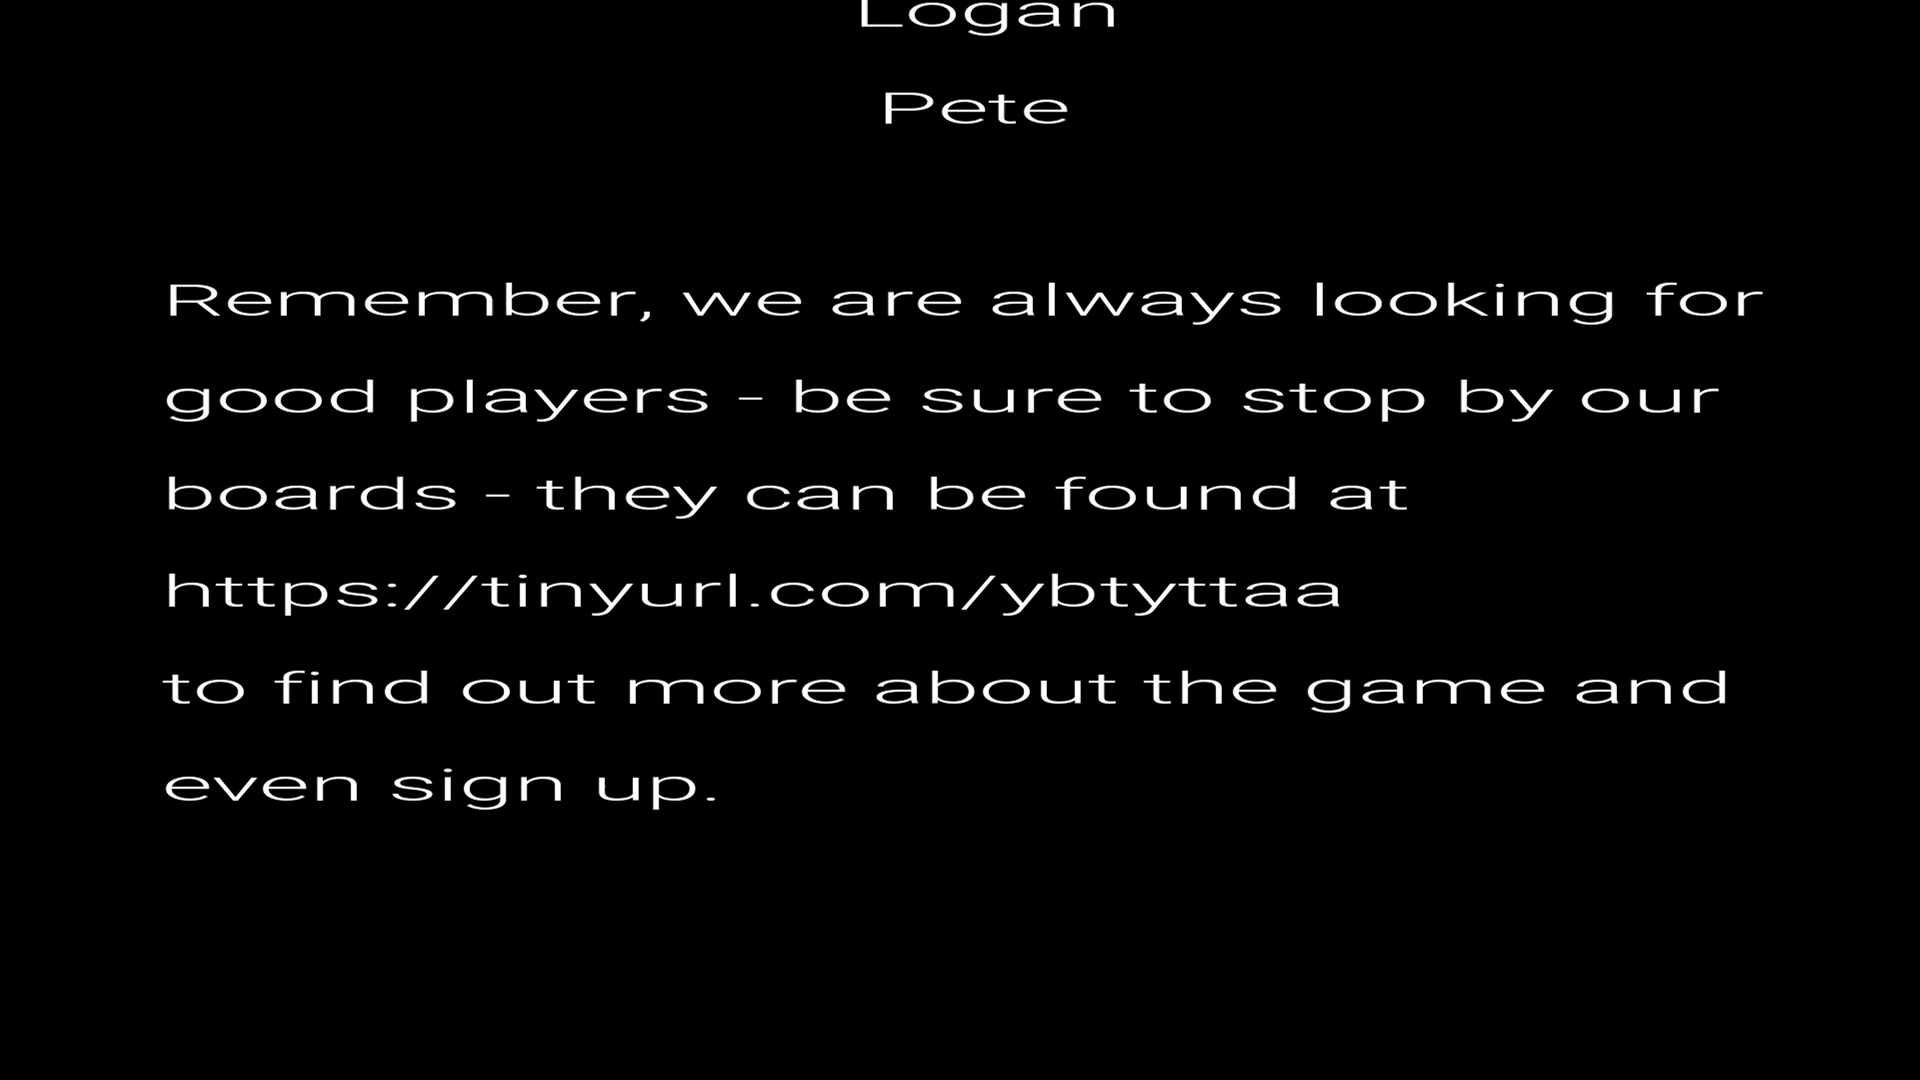 Logan
Pete
Remember, we are always looking for
good players - be sure to stop by our
boards - they can be found at
https://tinyurl.com/ybtyttaa
to find out more about the game and
even sign up.